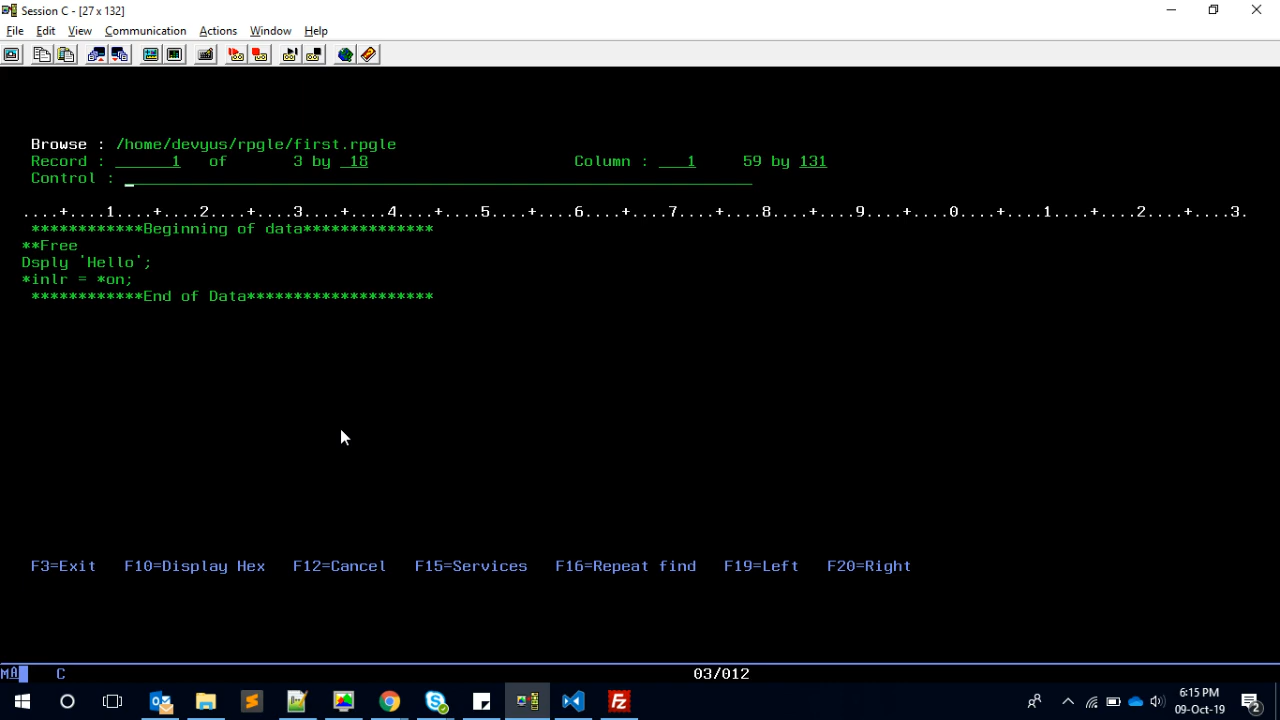 Session C - [27 x 132]
File Edit View Communication Actions Window Help
Browse : /home/devyus/rpgle/first.rpgle
Record : 1 of 3 by 18 Column : 1 59 by 131
Control :
....+....1....+....2....+....3....+....4....+....5....+....6....+....7....+....8....+....9....+....0....+....1....+....2....+....3.
************Beginning of data**************
**Free
Dsply 'Hello';
*inlr = *on;
************End of Data********************
F3=Exit F10=Display Hex F12=Cancel F15=Services F16=Repeat find F19=Left F20=Right
MA C 03/012
6:15 PM
09-Oct-19
2